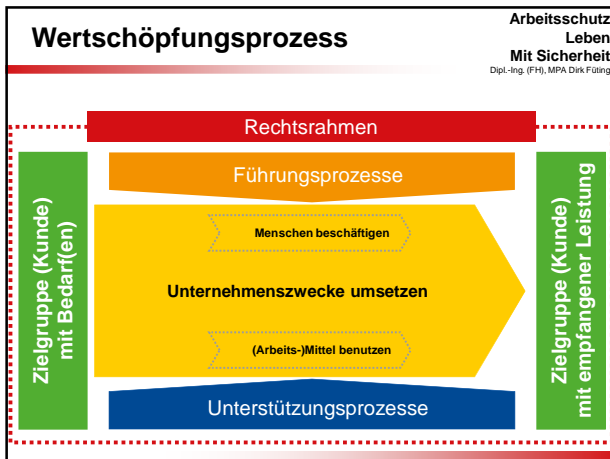 Wertschöpfungsprozess
Arbeitsschutz
Leben
Mit Sicherheit
Dipl.-Ing. (FH), MPA Dirk Füting
Rechtsrahmen
Führungsprozesse
Zielgruppe (Kunde)
mit Bedarf(en)
Menschen beschäftigen
Unternehmenszwecke umsetzen
(Arbeits-)Mittel benutzen
Zielgruppe (Kunde)
mit empfangener Leistung
Unterstützungsprozesse